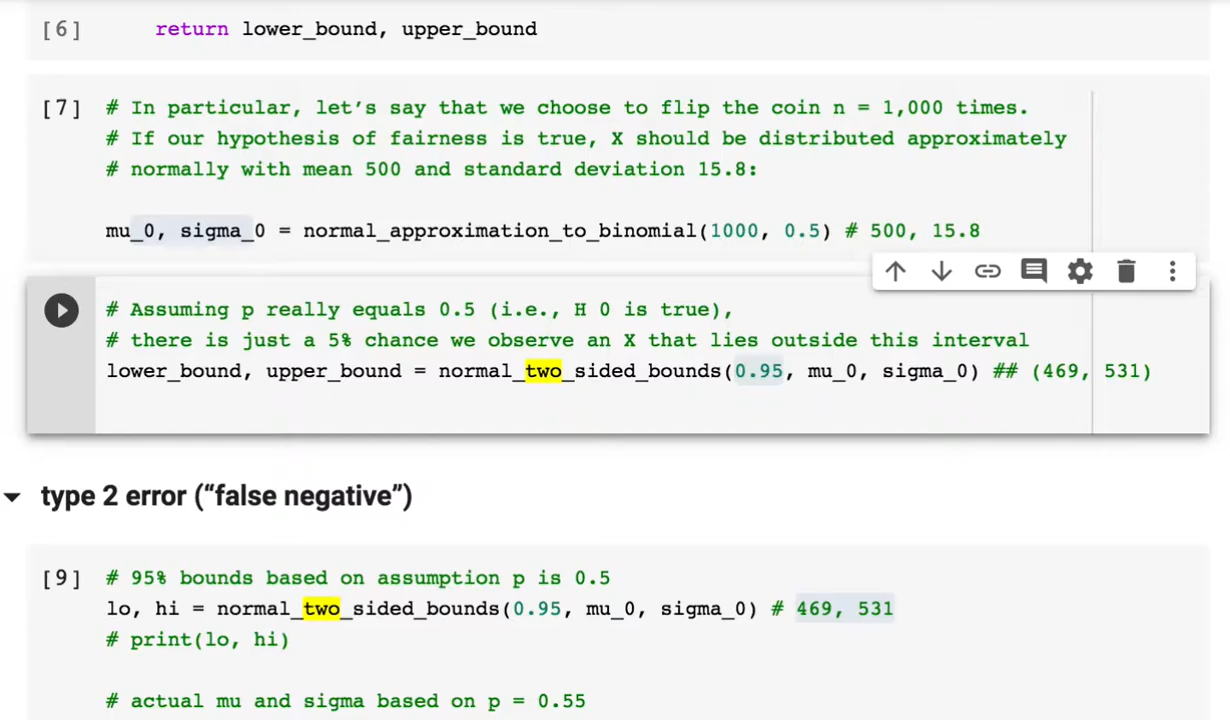 [6] return lower_bound, upper_bound
[7] # In particular, let’s say that we choose to flip the coin n = 1,000 times.
# If our hypothesis of fairness is true, X should be distributed approximately
# normally with mean 500 and standard deviation 15.8:
mu_0, sigma_0 = normal_approximation_to_binomial(1000, 0.5) # 500, 15.8
# Assuming p really equals 0.5 (i.e., H 0 is true),
# there is just a 5% chance we observe an X that lies outside this interval
lower_bound, upper_bound = normal_two_sided_bounds(0.95, mu_0, sigma_0) ## (469, 531)
type 2 error (“false negative”)
[9] # 95% bounds based on assumption p is 0.5
lo, hi = normal_two_sided_bounds(0.95, mu_0, sigma_0) # 469, 531
# print(lo, hi)
# actual mu and sigma based on p = 0.55